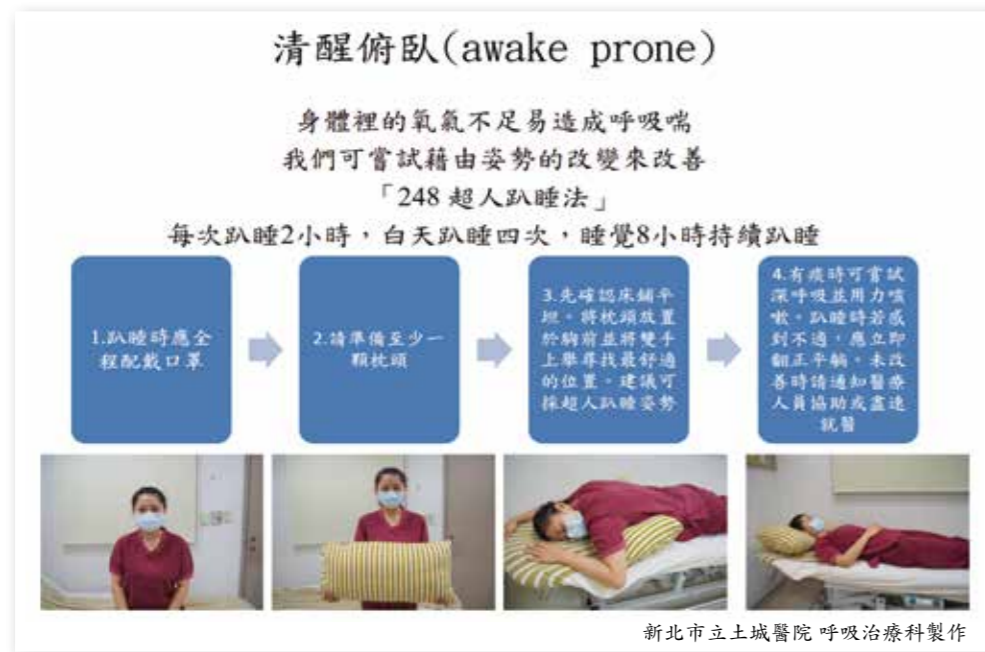 清醒俯臥(awake prone)
身體裡的氧氣不足易造成呼吸喘
我們可嘗試藉由姿勢的改變來改善
「248 超人趴睡法」
每次趴睡2小時，白天趴睡四次，睡覺8小時持續趴睡
1.趴睡時應全
程配戴口罩
2.請準備至少一
顆枕頭
3.先確認床鋪平
坦。將枕頭放置
於胸前並將雙手
上舉尋找最舒適
的位置。建議可
採超人趴睡姿勢
4.有痰時可嘗試
深呼吸並用力咳
嗽。趴睡時若感
到不適，應立即
翻正平躺。未改
善時請通知醫療
人員協助或盡速
就醫
新北市立土城醫院 呼吸治療科製作